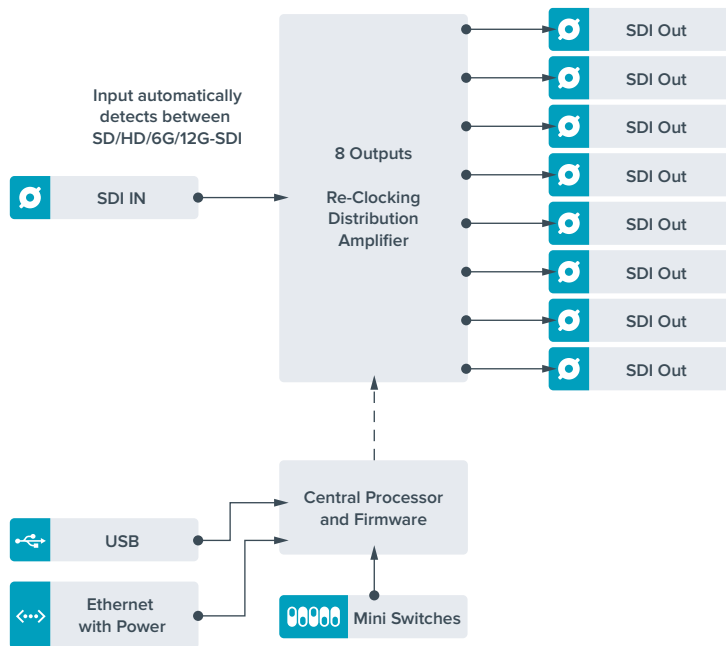 Input automatically
detects between
SD/HD/6G/12G-SDI
SDI IN
8 Outputs
Re-Clocking
Distribution
Amplifier
SDI Out
SDI Out
SDI Out
SDI Out
SDI Out
SDI Out
SDI Out
SDI Out
Central Processor
and Firmware
USB
Ethernet
with Power
Mini Switches